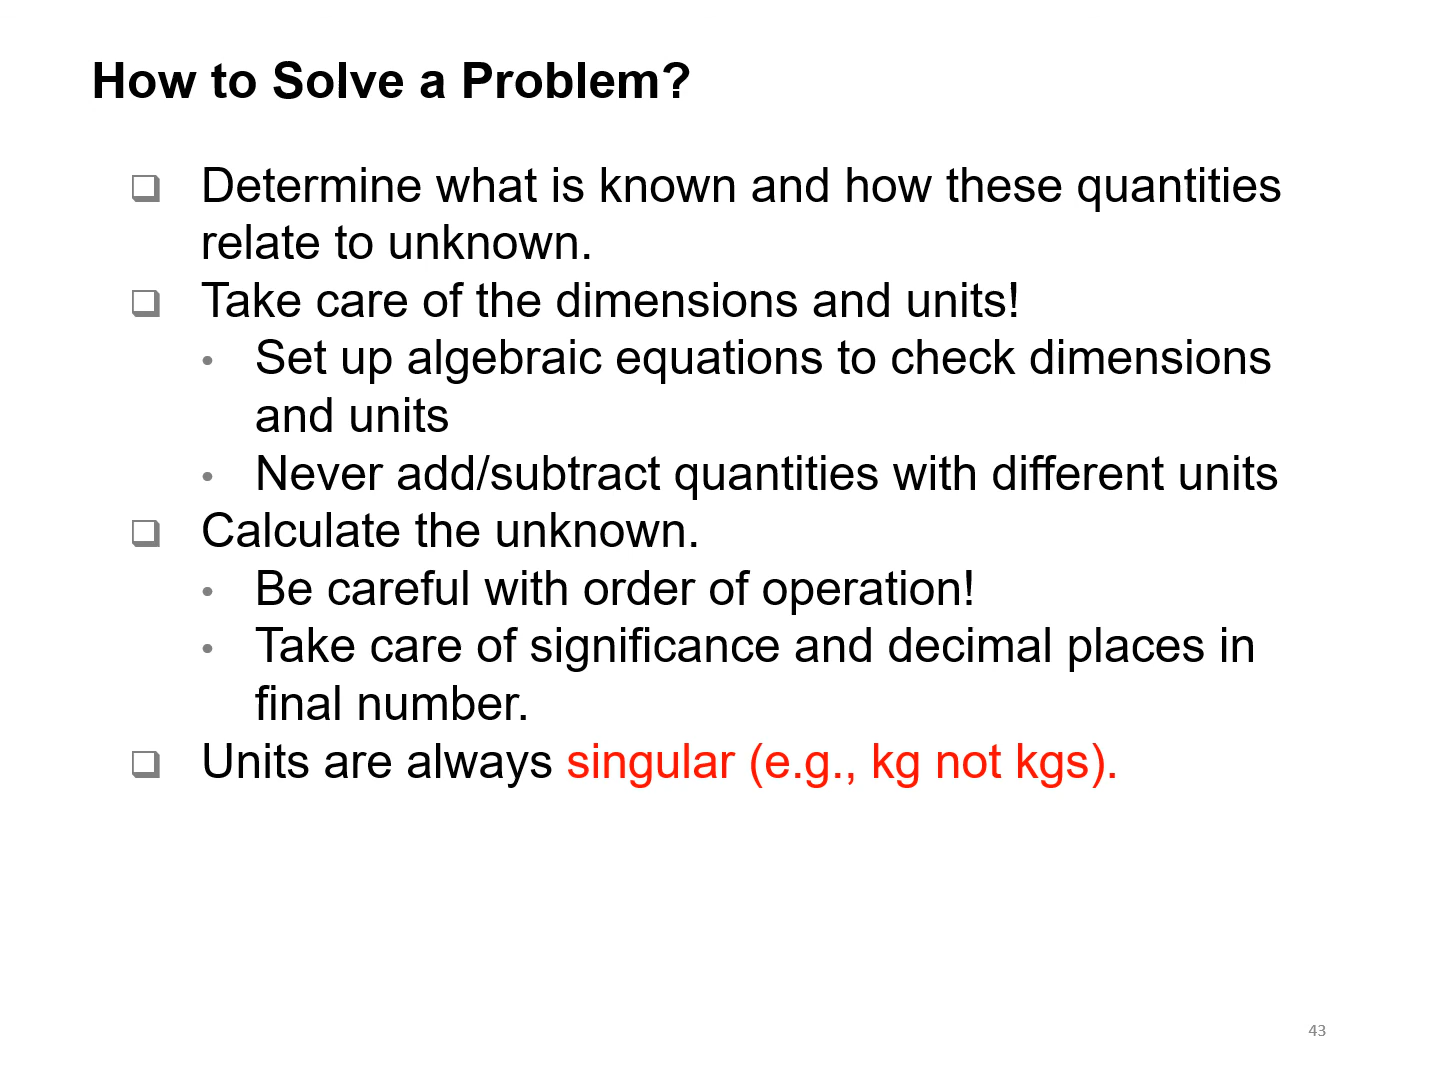 How to Solve a Problem?
❑ Determine what is known and how these quantities
relate to unknown.
❑ Take care of the dimensions and units!
• Set up algebraic equations to check dimensions
and units
• Never add/subtract quantities with different units
❑ Calculate the unknown.
• Be careful with order of operation!
• Take care of significance and decimal places in
final number.
❑ Units are always singular (e.g., kg not kgs).
43